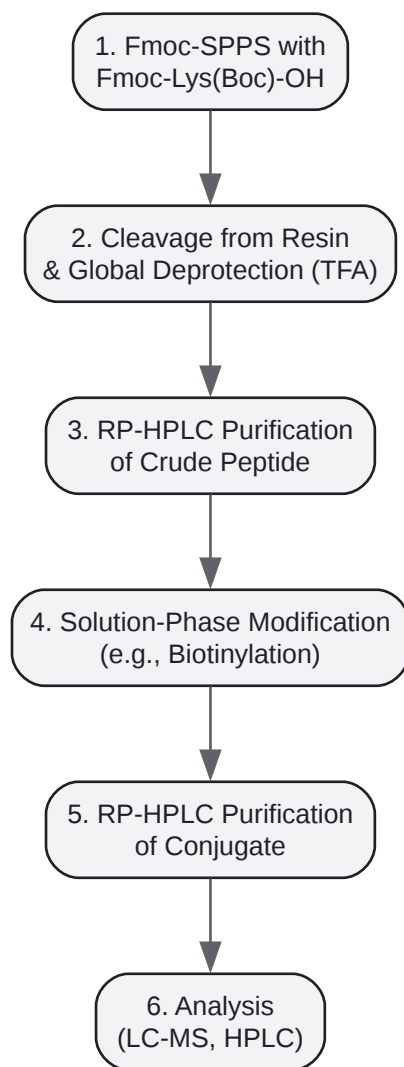 1. Fmoc-SPPS with
Fmoc-Lys(Boc)-OH
2. Cleavage from Resin
& Global Deprotection (TFA)
3. RP-HPLC Purification
of Crude Peptide
4. Solution-Phase Modification
(e.g., Biotinylation)
5. RP-HPLC Purification
of Conjugate
6. Analysis
(LC-MS, HPLC)